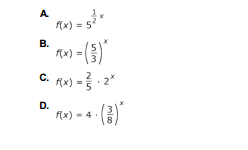 A. f(x) = 5^(1/2 x)
B. f(x) = (5/3)^x
C. f(x) = 2/5 · 2^x
D. f(x) = 4 · (3/8)^x